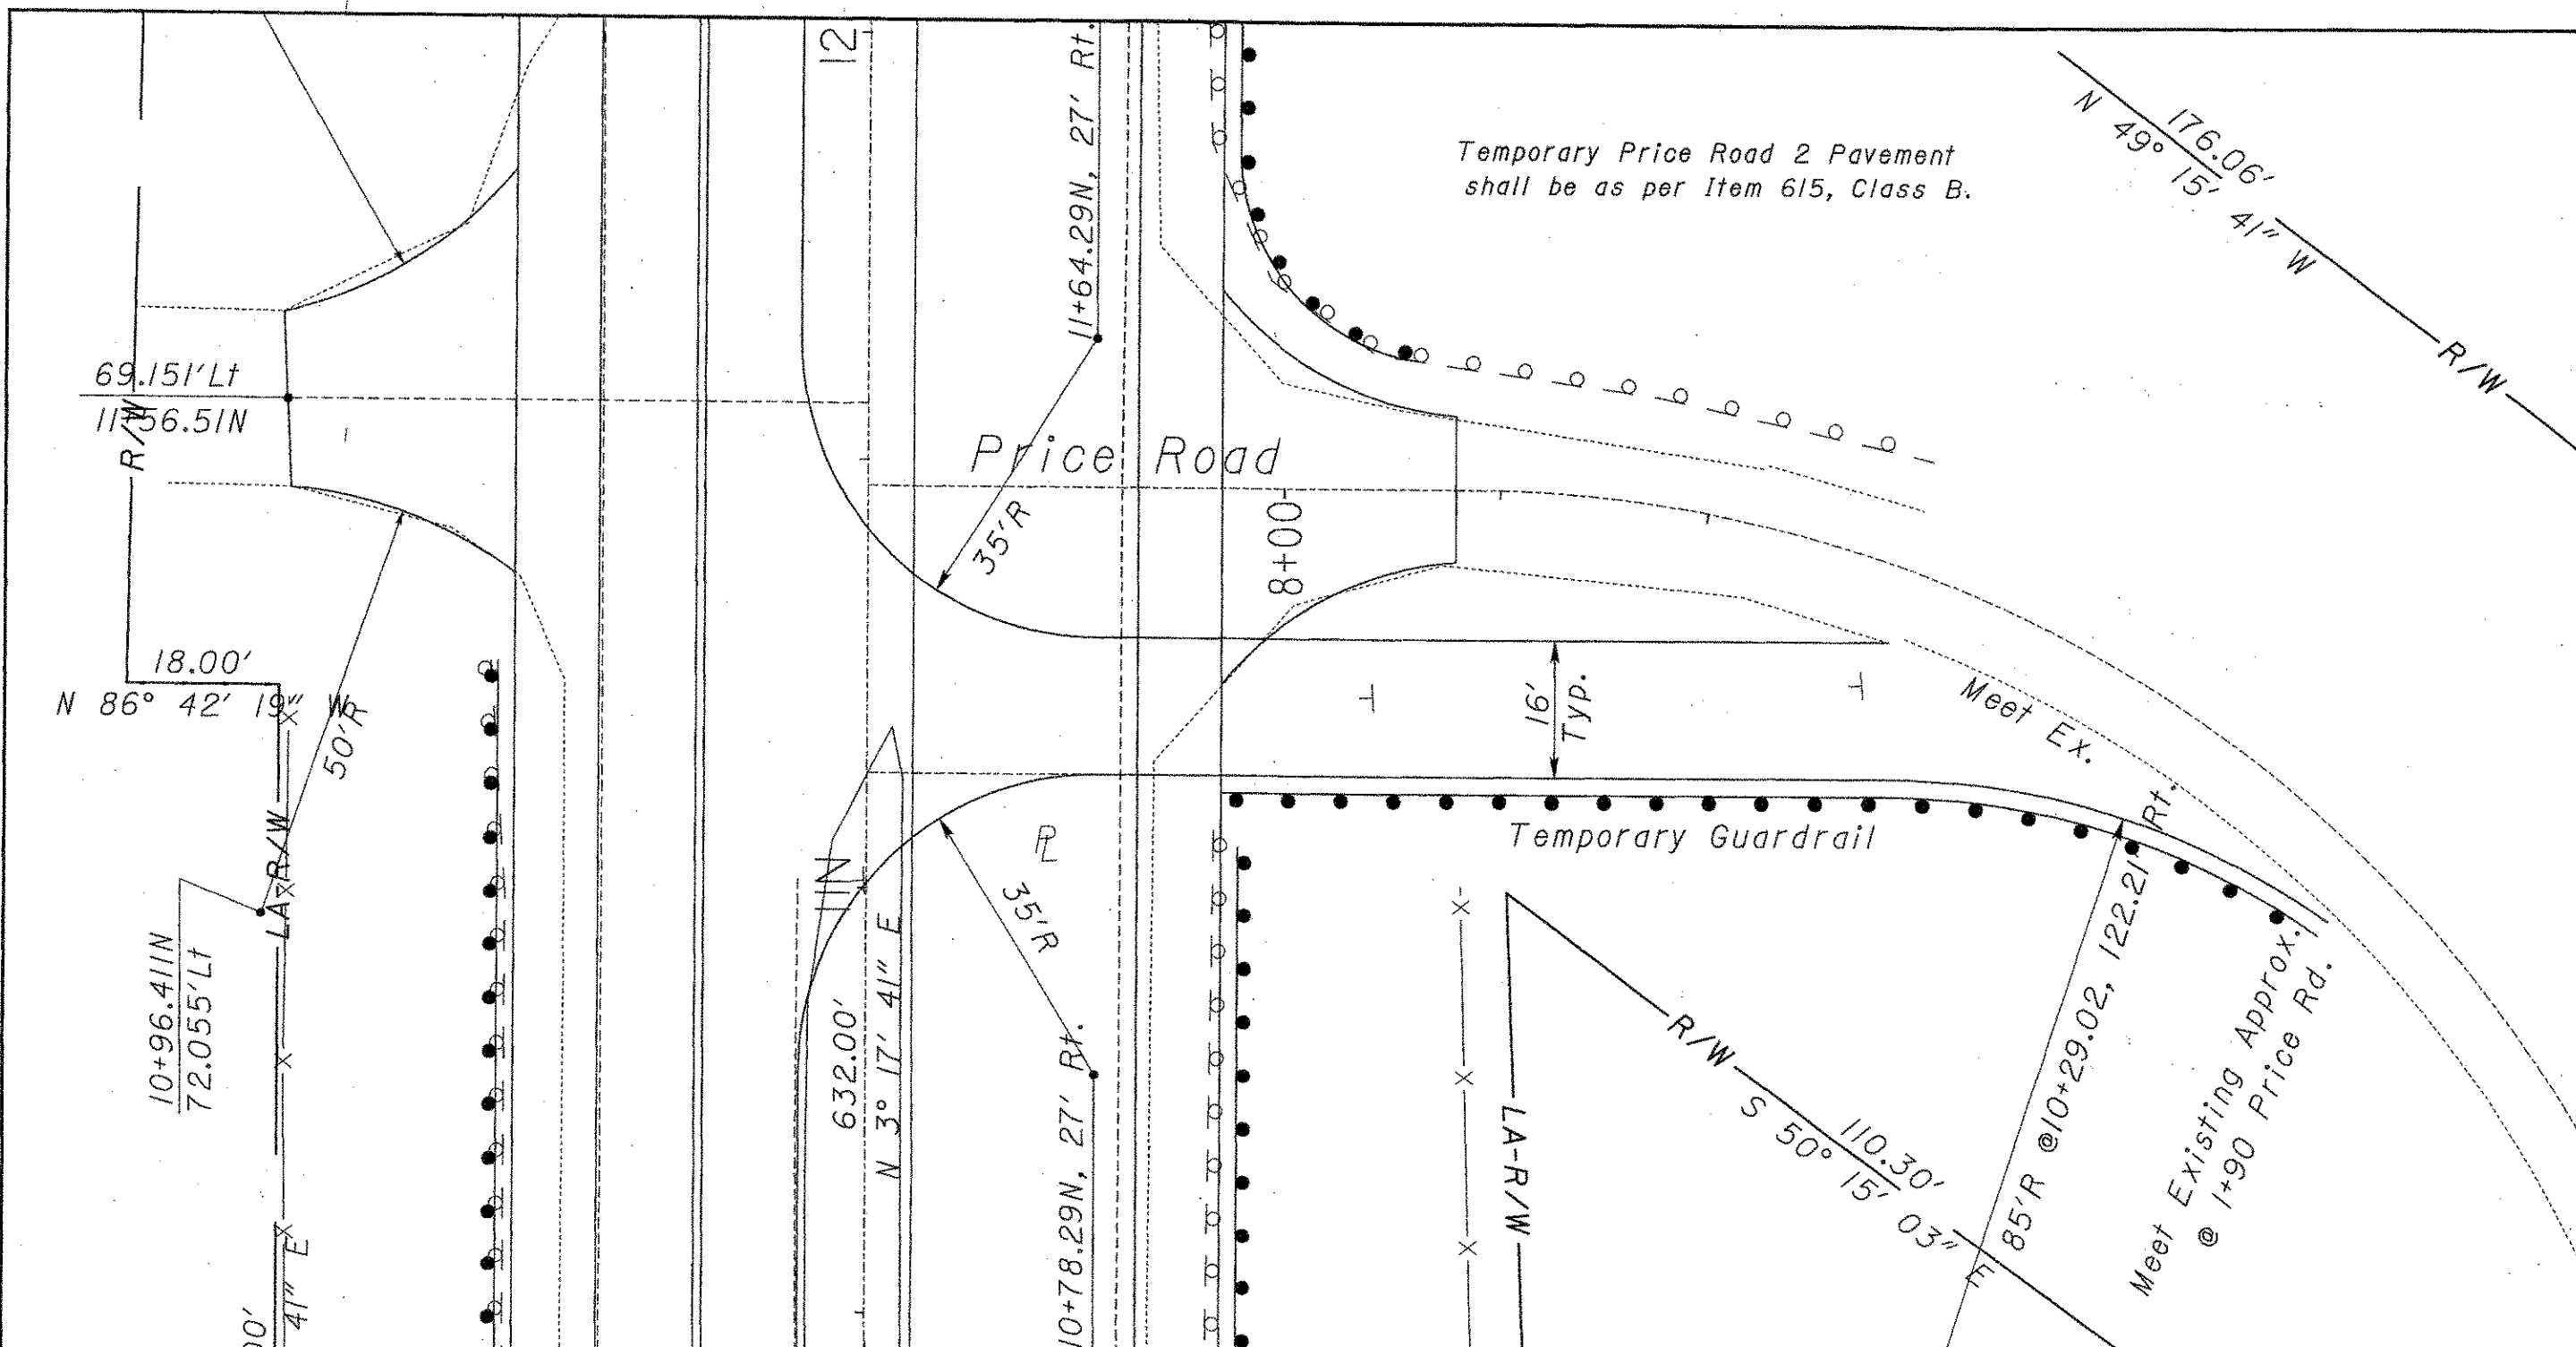 12
11+64.29N, 27' Rt.
Temporary Price Road 2 Pavement
shall be as per Item 615, Class B.
176.06'
N 49° 15' 41" W
R/W
69.151'Lt
11+56.51N
R/W
Price Road
35'R
8+00
18.00'
N 86° 42' 19" W
50'R
16'
Typ.
Meet Ex.
Temporary Guardrail
LA-R/W
11N
PL
35'R
10+96.411N
72.055'Lt
632.00'
N 3° 17' 41" E
10+78.29N, 27' Rt.
R/W
LA-R/W
110.30'
S 50° 15' 03" E
85'R @10+29.02, 122.21' Rt.
Meet Existing Approx.
@ 1+90 Price Rd.
41" E